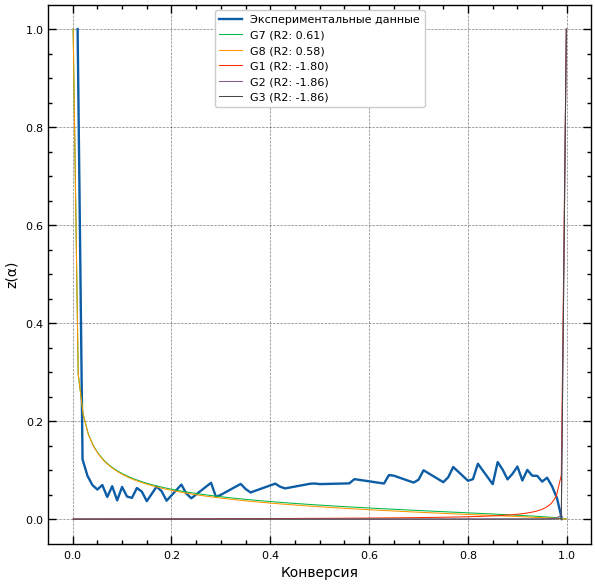 Экспериментальные данные
G7 (R2: 0.61)
G8 (R2: 0.58)
G1 (R2: -1.80)
G2 (R2: -1.86)
G3 (R2: -1.86)
1.0
0.8
0.6
0.4
0.2
0.0
z(α)
0.0 0.2 0.4 0.6 0.8 1.0
Конверсия